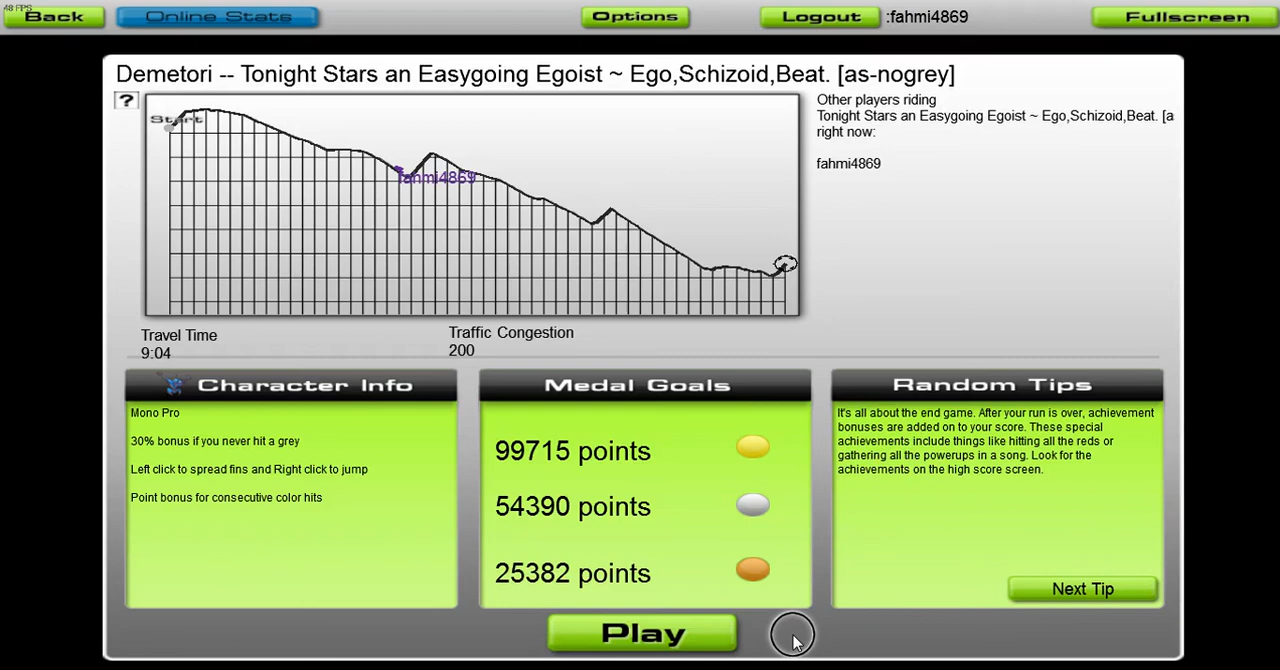 48 FPS
Back
Online Stats
Options
Logout :fahmi4869
Fullscreen
Demetori -- Tonight Stars an Easygoing Egoist ~ Ego,Schizoid,Beat. [as-nogrey]
?
Start
fahmi4869
Other players riding
Tonight Stars an Easygoing Egoist ~ Ego,Schizoid,Beat. [a
right now:
fahmi4869
Travel Time
9:04
Traffic Congestion
200
Character Info
Mono Pro
30% bonus if you never hit a grey
Left click to spread fins and Right click to jump
Point bonus for consecutive color hits
Medal Goals
99715 points
54390 points
25382 points
Random Tips
It's all about the end game. After your run is over, achievement
bonuses are added on to your score. These special
achievements include things like hitting all the reds or
gathering all the powerups in a song. Look for the
achievements on the high score screen.
Next Tip
Play